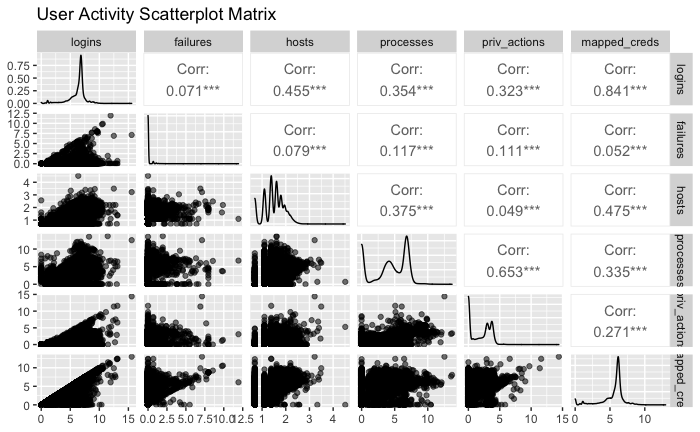 User Activity Scatterplot Matrix
logins failures hosts processes priv_actions mapped_creds
Corr: Corr: Corr: Corr: Corr:
0.071*** 0.455*** 0.354*** 0.323*** 0.841***
0.75
0.50
0.25
0.00
logins
Corr: Corr: Corr: Corr:
0.079*** 0.117*** 0.111*** 0.052***
12.5
10.0
7.5
5.0
2.5
0.0
failures
Corr: Corr: Corr:
0.375*** 0.049*** 0.475***
4
3
2
1
hosts
Corr: Corr:
0.653*** 0.335***
10
5
0
processes
Corr:
0.271***
15
10
5
0
priv_action
10
5
0
apped_cre
0 5 10 15 0.0 2.5 5.0 7.5 10.0 12.5 1 2 3 4 0 5 10 0 5 10 15 0 5 10